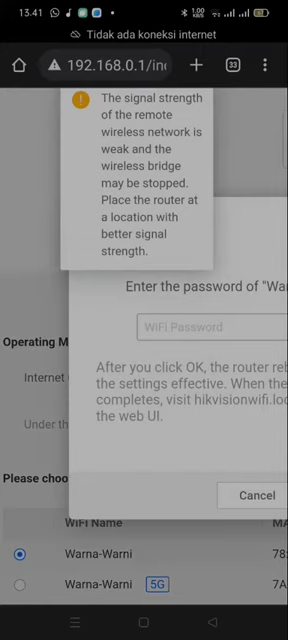 13.41
1.00
KB/S
Tidak ada koneksi internet
192.168.0.1/in
33
The signal strength
of the remote
wireless network is
weak and the
wireless bridge
may be stopped.
Place the router at
a location with
better signal
strength.
Enter the password of "Wa
WiFi Password
Operating M
After you click OK, the router reb
Internet
the settings effective. When the
completes, visit hikvisionwifi.loc
the web UI.
Under th
Please choo
Cancel
WiFi Name
MA
Warna-Warni
78:
Warna-Warni 5G
7A